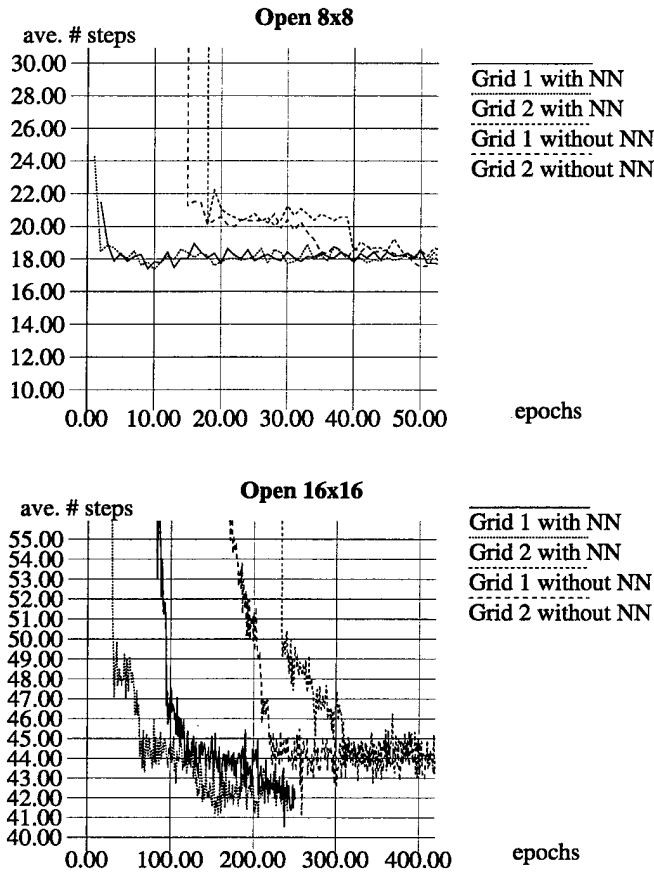 Open 8x8
ave. # steps
30.00
28.00
26.00
24.00
22.00
20.00
18.00
16.00
14.00
12.00
10.00
0.00 10.00 20.00 30.00 40.00 50.00
epochs
Grid 1 with NN
Grid 2 with NN
Grid 1 without NN
Grid 2 without NN
Open 16x16
ave. # steps
55.00
54.00
53.00
52.00
51.00
50.00
49.00
48.00
47.00
46.00
45.00
44.00
43.00
42.00
41.00
40.00
0.00 100.00 200.00 300.00 400.00
epochs
Grid 1 with NN
Grid 2 with NN
Grid 1 without NN
Grid 2 without NN